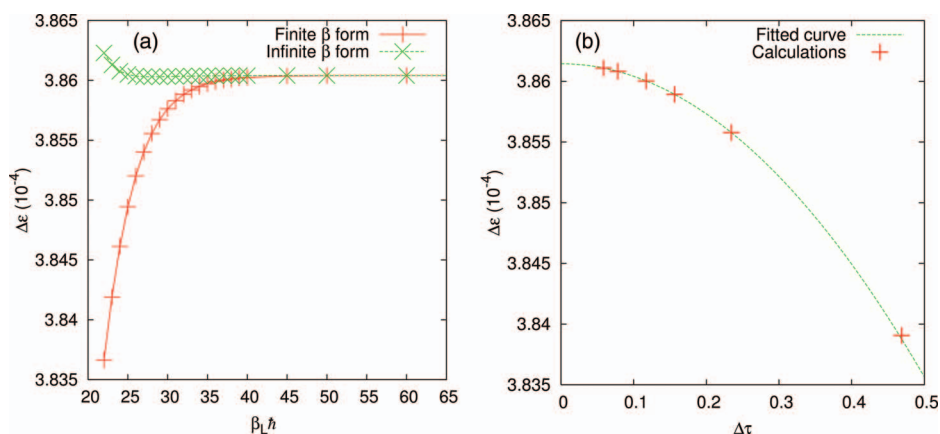 (a)
Finite β form
Infinite β form
3.865
3.86
3.855
3.85
3.845
3.84
3.835
Δε (10⁻⁴)
20 25 30 35 40 45 50 55 60 65
β_L ħ
(b)
Fitted curve
Calculations
3.865
3.86
3.855
3.85
3.845
3.84
3.835
Δε (10⁻⁴)
0 0.1 0.2 0.3 0.4 0.5
Δτ